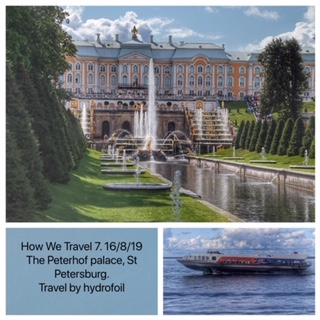 How We Travel 7. 16/8/19
The Peterhof palace, St
Petersburg.
Travel by hydrofoil